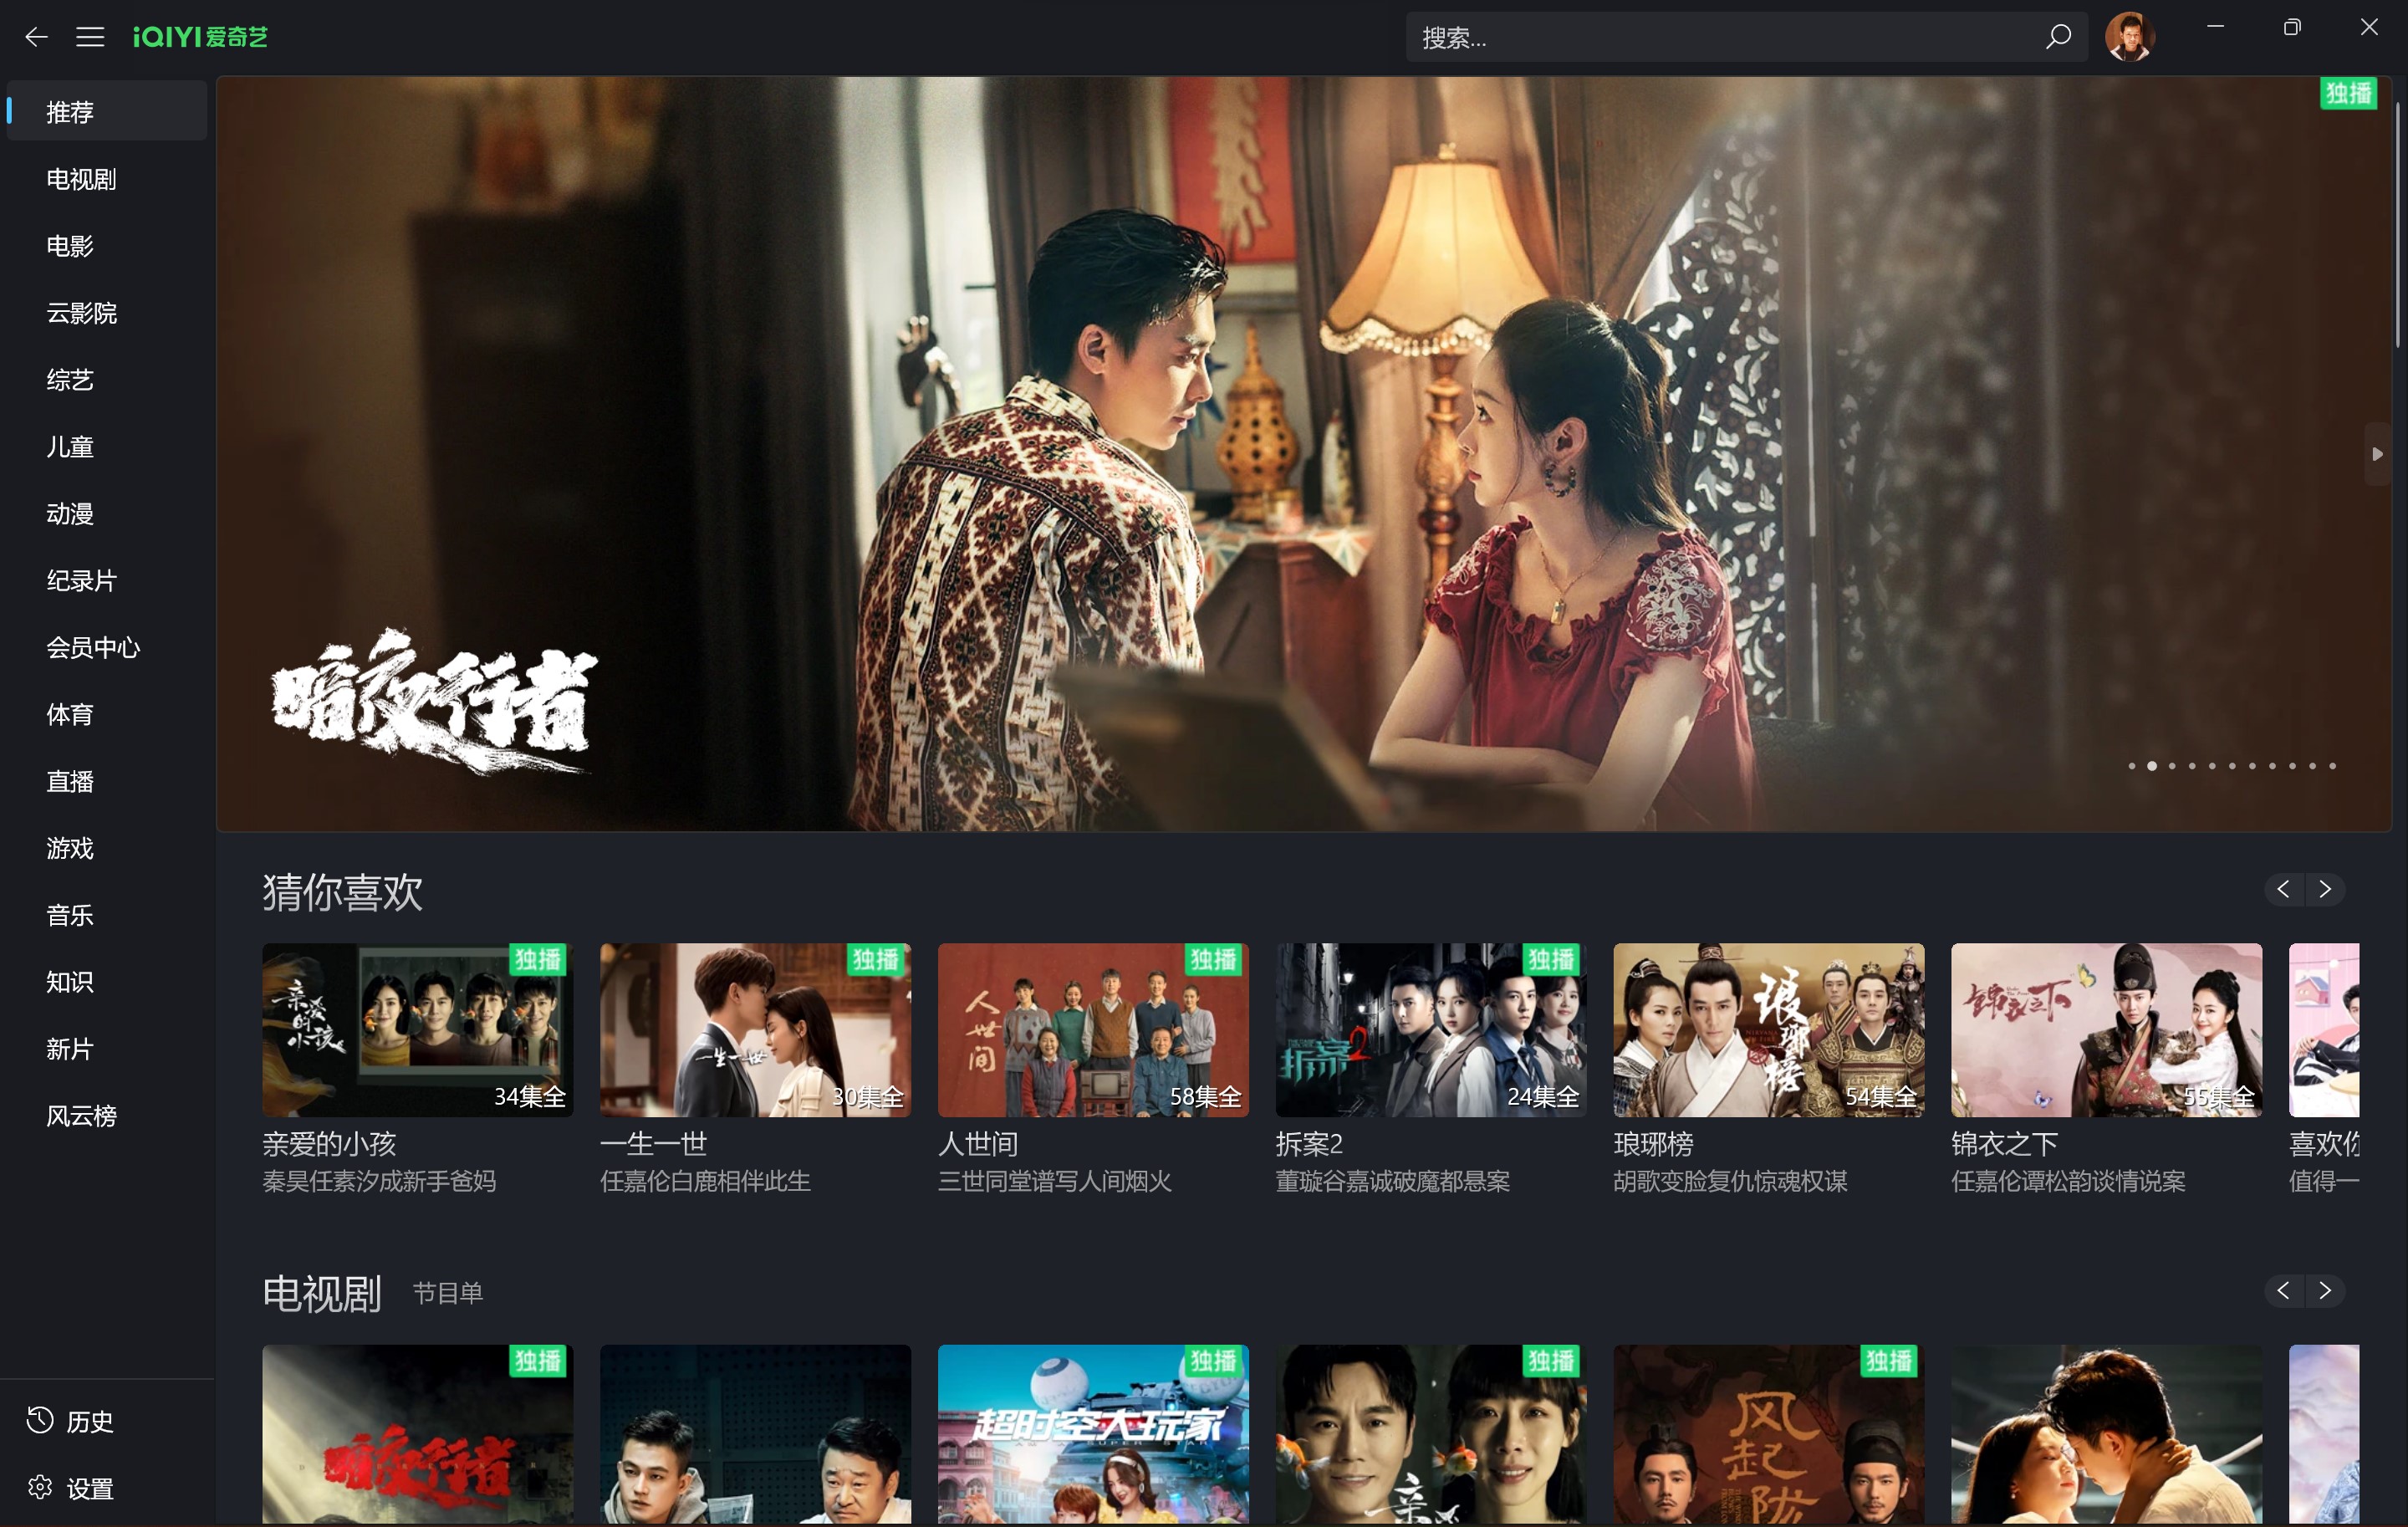 iQIYI 爱奇艺
搜索...
推荐
电视剧
电影
云影院
综艺
儿童
动漫
纪录片
会员中心
体育
直播
游戏
音乐
知识
新片
风云榜
历史
设置
独播
暗夜行者
猜你喜欢
独播
亲爱的小孩
34集全
亲爱的小孩
秦昊任素汐成新手爸妈
独播
一生一世
30集全
一生一世
任嘉伦白鹿相伴此生
独播
人世间
58集全
人世间
三世同堂谱写人间烟火
独播
拆案2
24集全
拆案2
董璇谷嘉诚破魔都悬案
琅琊榜
54集全
琅琊榜
胡歌变脸复仇惊魂权谋
锦衣之下
55集全
锦衣之下
任嘉伦谭松韵谈情说案
喜欢你
值得一
电视剧 节目单
独播
暗夜行者
独播
超时空大玩家
独播
亲
独播
风起陇